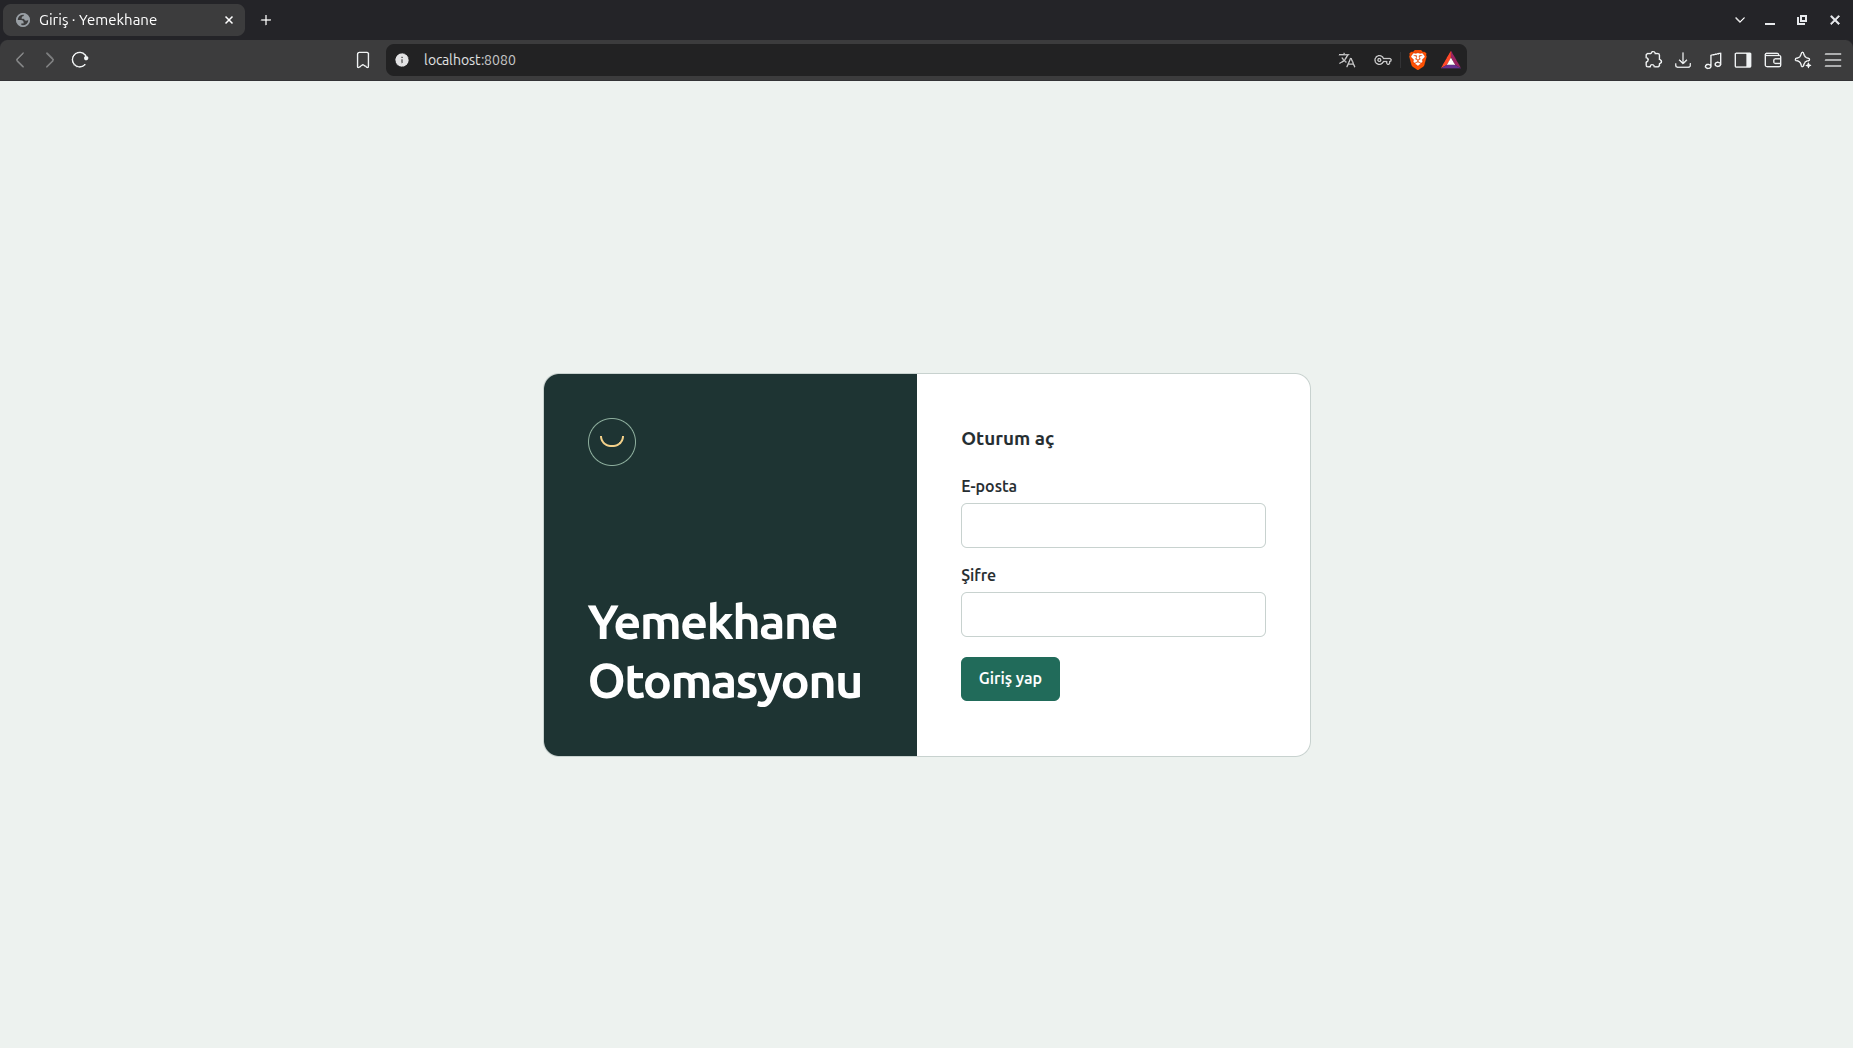 Giriş · Yemekhane
localhost:8080
Yemekhane
Otomasyonu
Oturum aç
E-posta
Şifre
Giriş yap